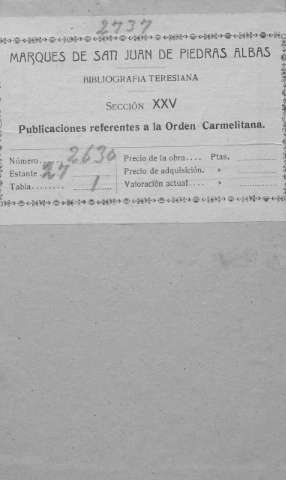 2737
MARQUES DE SAN JUAN DE PIEDRAS ALBAS
BIBLIOGRAFIA TERESIANA
SECCIÓN XXV
Publicaciones referentes a la Orden Carmelitana.
Número. 2630 Precio de la obra.... Ptas.
Estante 27 Precio de adquisición. »
Tabla........ 1 Valoración actual.... »